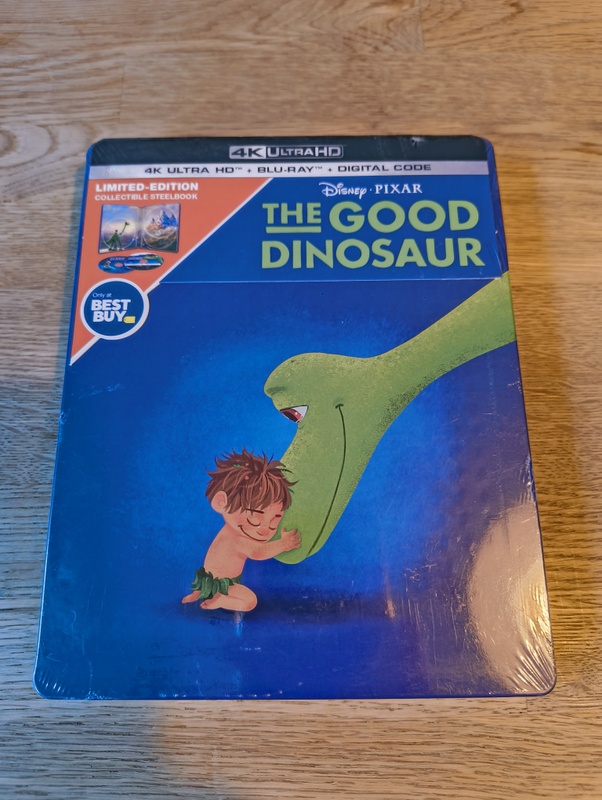 4K ULTRAHD
4K ULTRA HD™ + BLU-RAY™ + DIGITAL CODE
LIMITED-EDITION
COLLECTIBLE STEELBOOK
Disney · PIXAR
THE GOOD
DINOSAUR
Only at
BEST
BUY